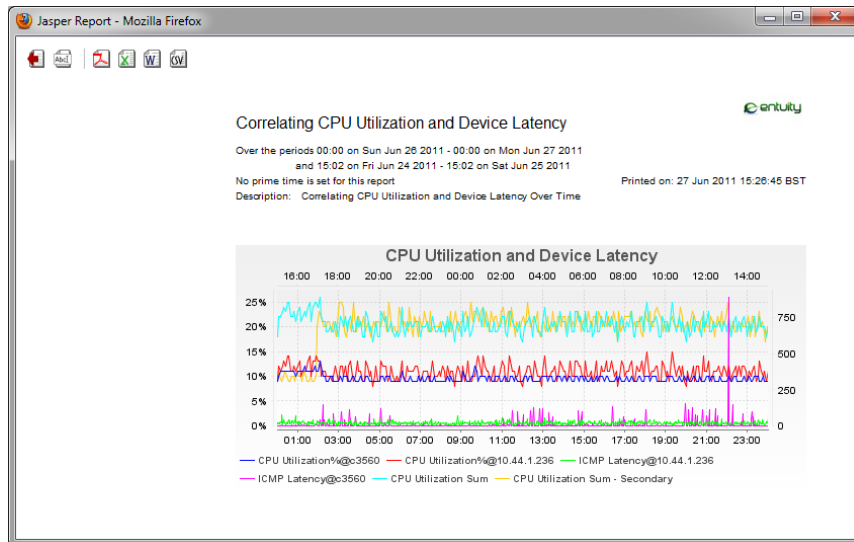 Jasper Report - Mozilla Firefox
Abc
W
CSV
entuity
Correlating CPU Utilization and Device Latency
Over the periods 00:00 on Sun Jun 26 2011 - 00:00 on Mon Jun 27 2011
and 15:02 on Fri Jun 24 2011 - 15:02 on Sat Jun 25 2011
No prime time is set for this report Printed on: 27 Jun 2011 15:26:45 BST
Description: Correlating CPU Utilization and Device Latency Over Time
CPU Utilization and Device Latency
16:00 18:00 20:00 22:00 00:00 02:00 04:00 06:00 08:00 10:00 12:00 14:00
25%
20% 750
15% 500
10% 250
5%
0% 0
01:00 03:00 05:00 07:00 09:00 11:00 13:00 15:00 17:00 19:00 21:00 23:00
CPU Utilization%@c3560 CPU Utilization%@10.44.1.236 ICMP Latency@10.44.1.236
ICMP Latency@c3560 CPU Utilization Sum CPU Utilization Sum - Secondary